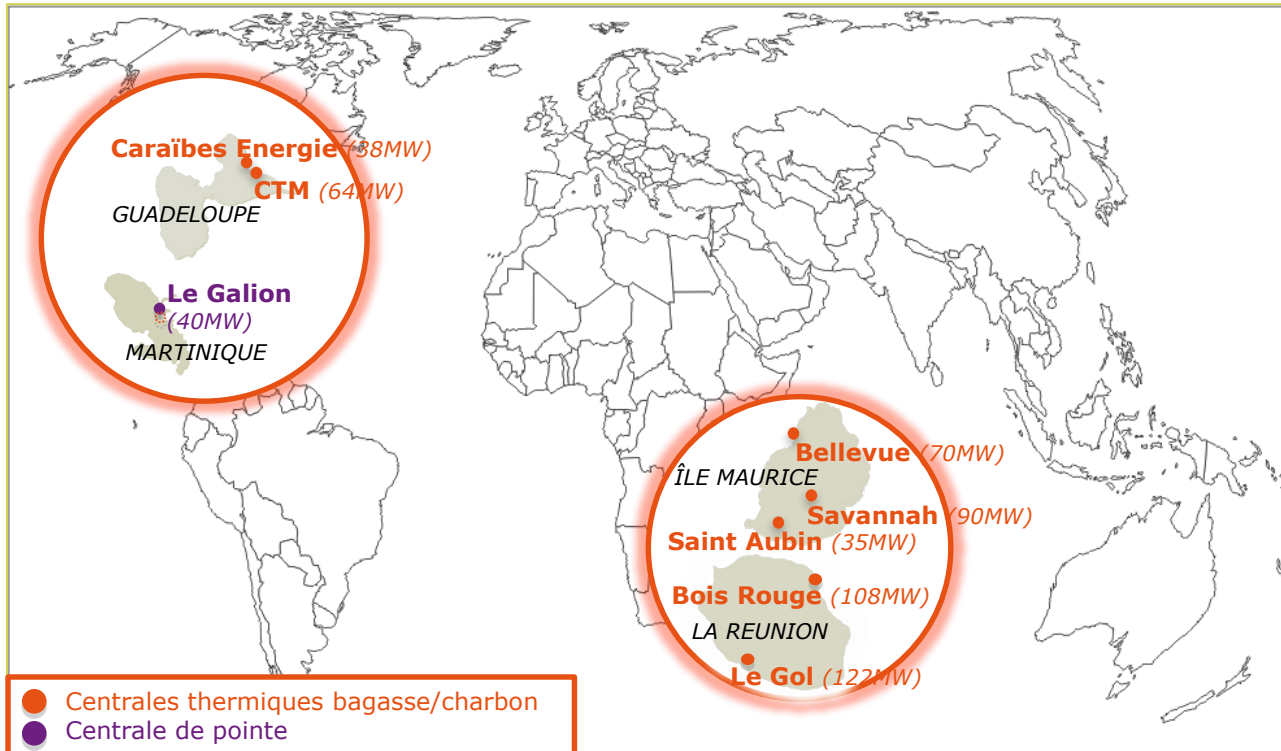 Caraïbes Energie (38MW)
CTM (64MW)
GUADELOUPE
Le Galion
(40MW)
MARTINIQUE
Bellevue (70MW)
ÎLE MAURICE
Savannah (90MW)
Saint Aubin (35MW)
Bois Rouge (108MW)
LA REUNION
Le Gol (122MW)
Centrales thermiques bagasse/charbon
Centrale de pointe